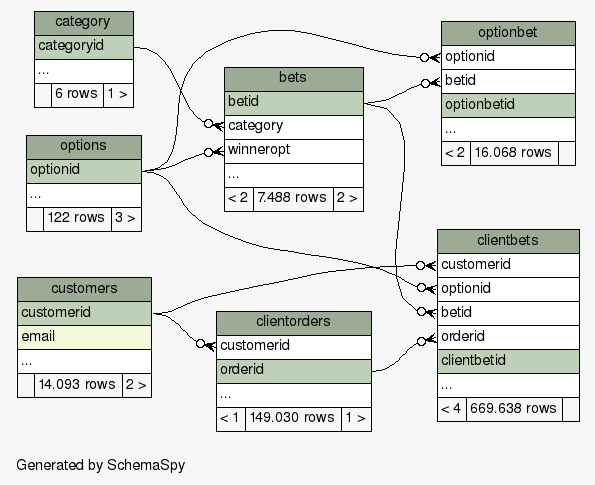 category
categoryid
...
6 rows 1 >
options
optionid
...
122 rows 3 >
bets
betid
category
winneropt
...
< 2 7.488 rows 2 >
optionbet
optionid
betid
optionbetid
...
< 2 16.068 rows
customers
customerid
email
...
14.093 rows 2 >
clientorders
customerid
orderid
...
< 1 149.030 rows 1 >
clientbets
customerid
optionid
betid
orderid
clientbetid
...
< 4 669.638 rows
Generated by SchemaSpy